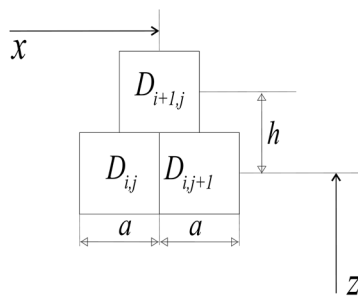 x
D_{i+1,j}
h
D_{i,j} D_{i,j+1}
a a
z